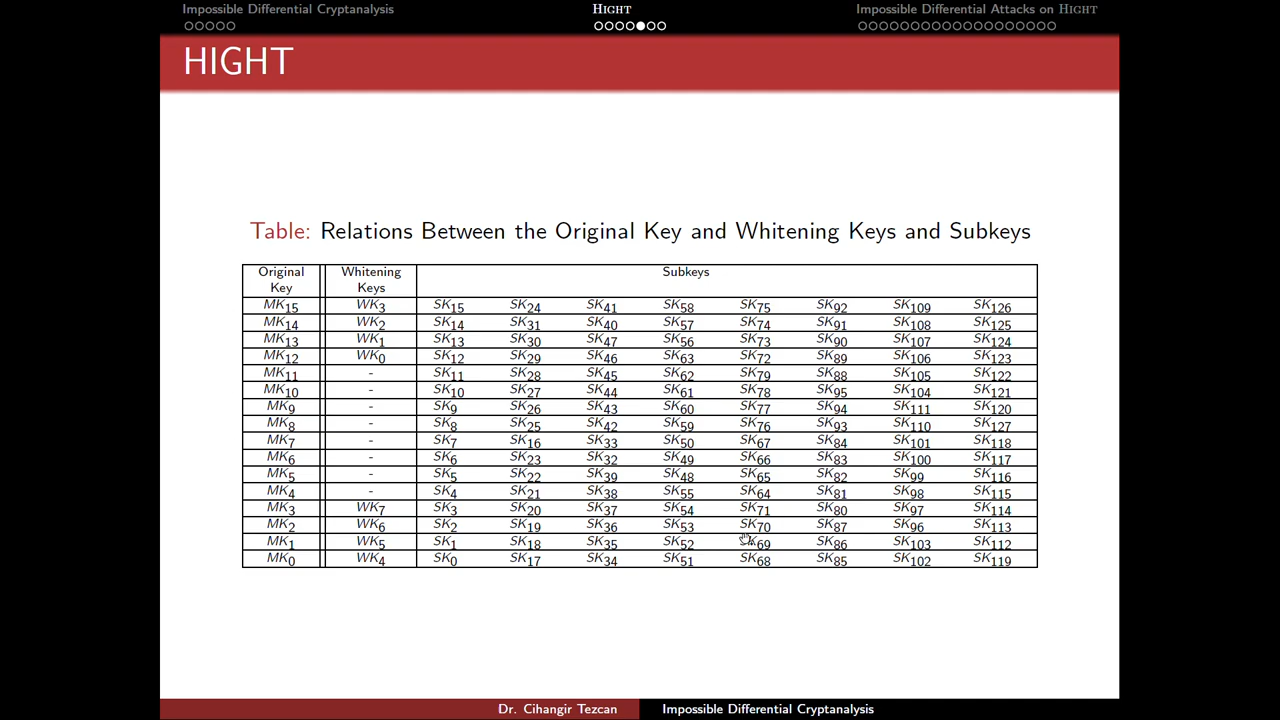 Impossible Differential Cryptanalysis HIGHT Impossible Differential Attacks on HIGHT
HIGHT
Table: Relations Between the Original Key and Whitening Keys and Subkeys
Original Key Whitening Keys Subkeys
MK15 WK3 SK15 SK24 SK41 SK58 SK75 SK92 SK109 SK126
MK14 WK2 SK14 SK31 SK40 SK57 SK74 SK91 SK108 SK125
MK13 WK1 SK13 SK30 SK47 SK56 SK73 SK90 SK107 SK124
MK12 WK0 SK12 SK29 SK46 SK63 SK72 SK89 SK106 SK123
MK11 - SK11 SK28 SK45 SK62 SK79 SK88 SK105 SK122
MK10 - SK10 SK27 SK44 SK61 SK78 SK95 SK104 SK121
MK9 - SK9 SK26 SK43 SK60 SK77 SK94 SK111 SK120
MK8 - SK8 SK25 SK42 SK59 SK76 SK93 SK110 SK127
MK7 - SK7 SK16 SK33 SK50 SK67 SK84 SK101 SK118
MK6 - SK6 SK23 SK32 SK49 SK66 SK83 SK100 SK117
MK5 - SK5 SK22 SK39 SK48 SK65 SK82 SK99 SK116
MK4 - SK4 SK21 SK38 SK55 SK64 SK81 SK98 SK115
MK3 WK7 SK3 SK20 SK37 SK54 SK71 SK80 SK97 SK114
MK2 WK6 SK2 SK19 SK36 SK53 SK70 SK87 SK96 SK113
MK1 WK5 SK1 SK18 SK35 SK52 SK69 SK86 SK103 SK112
MK0 WK4 SK0 SK17 SK34 SK51 SK68 SK85 SK102 SK119
Dr. Cihangir Tezcan Impossible Differential Cryptanalysis